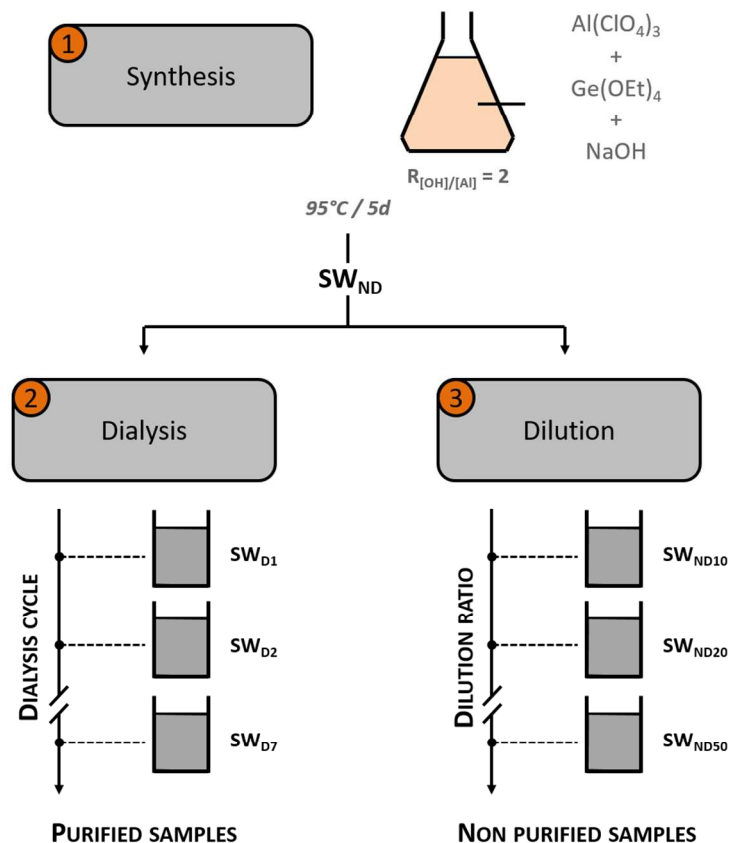 1
Synthesis
Al(ClO₄)₃
+
Ge(OEt)₄
+
NaOH
R[OH]/[Al] = 2
95°C / 5d
SWND
2
Dialysis
3
Dilution
DIALYSIS CYCLE
SWD1
SWD2
SWD7
PURIFIED SAMPLES
DILUTION RATIO
SWND10
SWND20
SWND50
NON PURIFIED SAMPLES